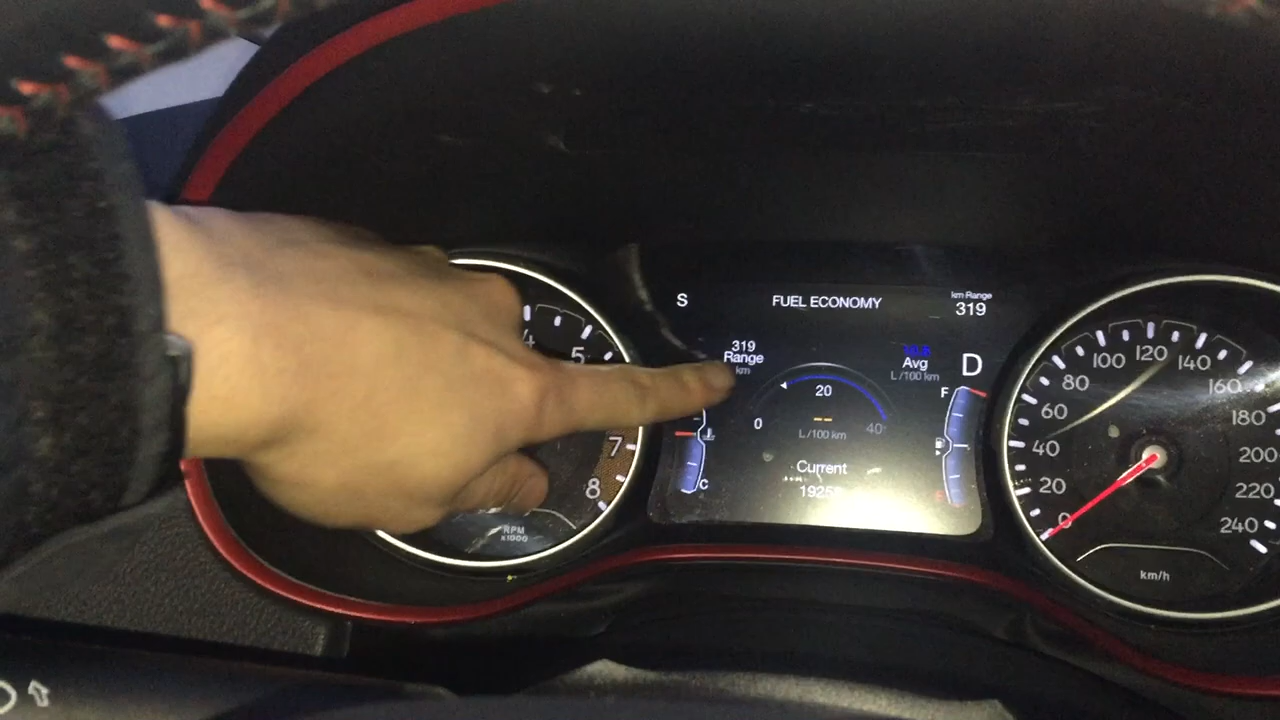 S
FUEL ECONOMY
km Range
319
319
Range
km
Avg
L/100 km
D
0
20
40
--
L/100 km
Current
F
C
4
5
7
8
RPM
x1000
0
20
40
60
80
100
120
140
160
180
200
220
240
km/h